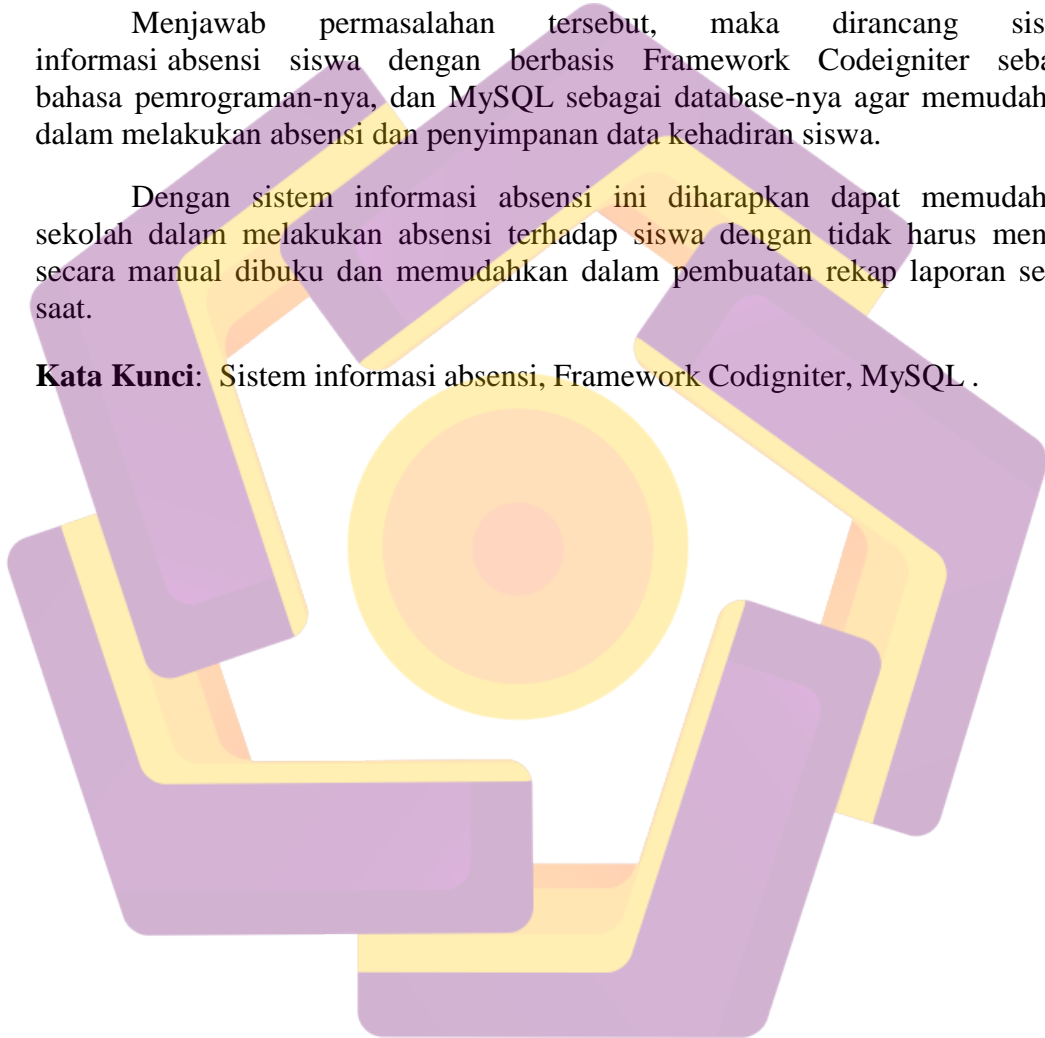 Menjawab permasalahan tersebut, maka dirancang sis
informasi absensi siswa dengan berbasis Framework Codeigniter seba
bahasa pemrograman-nya, dan MySQL sebagai database-nya agar memudah
dalam melakukan absensi dan penyimpanan data kehadiran siswa.
Dengan sistem informasi absensi ini diharapkan dapat memudah
sekolah dalam melakukan absensi terhadap siswa dengan tidak harus men
secara manual dibuku dan memudahkan dalam pembuatan rekap laporan se
saat.
Kata Kunci: Sistem informasi absensi, Framework Codigniter, MySQL .